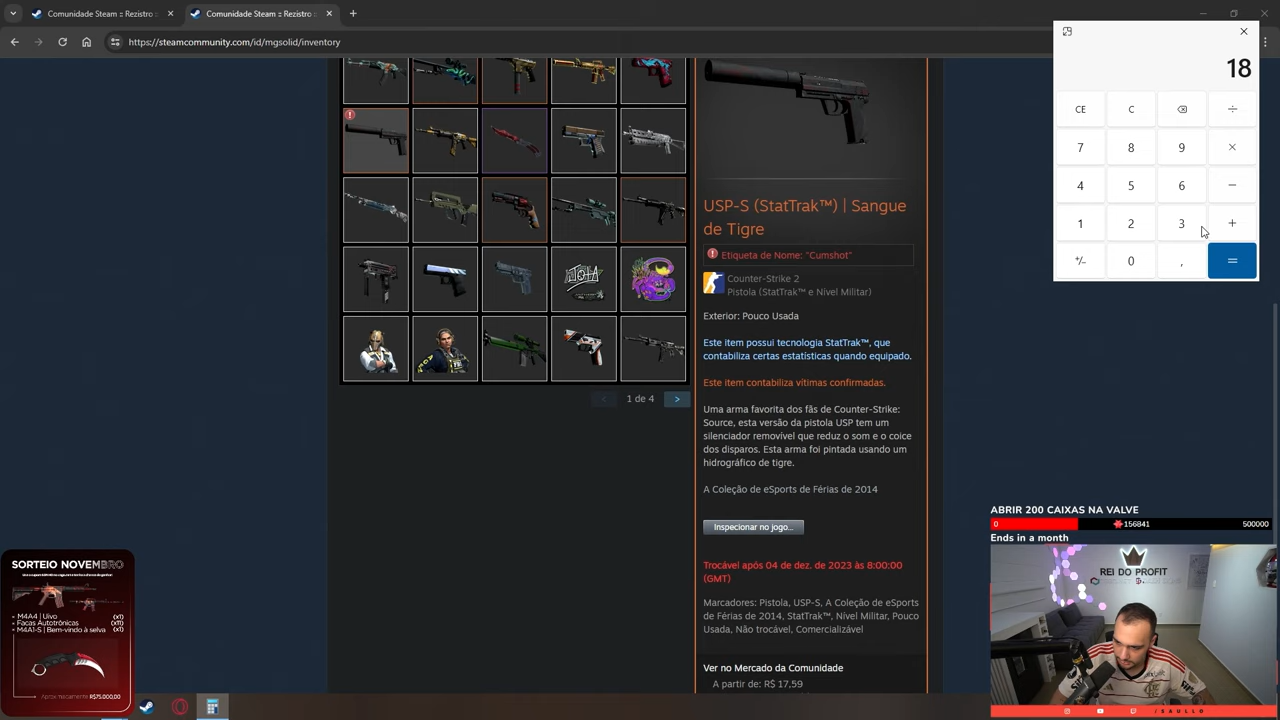 Comunidade Steam :: Rezistro
Comunidade Steam :: Rezistro
https://steamcommunity.com/id/mgsolid/inventory
18
CE C ÷
7 8 9 ×
4 5 6 −
1 2 3 +
+/- 0 , =
USP-S (StatTrak™) | Sangue
de Tigre
Etiqueta de Nome: "Cumshot"
Counter-Strike 2
Pistola (StatTrak™ e Nível Militar)
Exterior: Pouco Usada
Este item possui tecnologia StatTrak™, que
contabiliza certas estatísticas quando equipado.
Este item contabiliza vítimas confirmadas.
Uma arma favorita dos fãs de Counter-Strike:
Source, esta versão da pistola USP tem um
silenciador removível que reduz o som e o coice
dos disparos. Esta arma foi pintada usando um
hidrográfico de tigre.
A Coleção de eSports de Férias de 2014
Inspecionar no jogo...
Trocável após 04 de dez. de 2023 às 8:00:00
(GMT)
Marcadores: Pistola, USP-S, A Coleção de eSports
de Férias de 2014, StatTrak™, Nível Militar, Pouco
Usada, Não trocável, Comercializável
Ver no Mercado da Comunidade
A partir de: R$ 17,59
< 1 de 4 >
JOTA
SORTEIO NOVEMBRO
M4A4 | Uivo (x1)
Facas Autotrônicas (x11)
M4A1-S | Bem-vindo à selva (x1)
R$75.000,00
ABRIR 200 CAIXAS NA VALVE
0 156841 500000
Ends in a month
REI DO PROFIT
/SAULLO